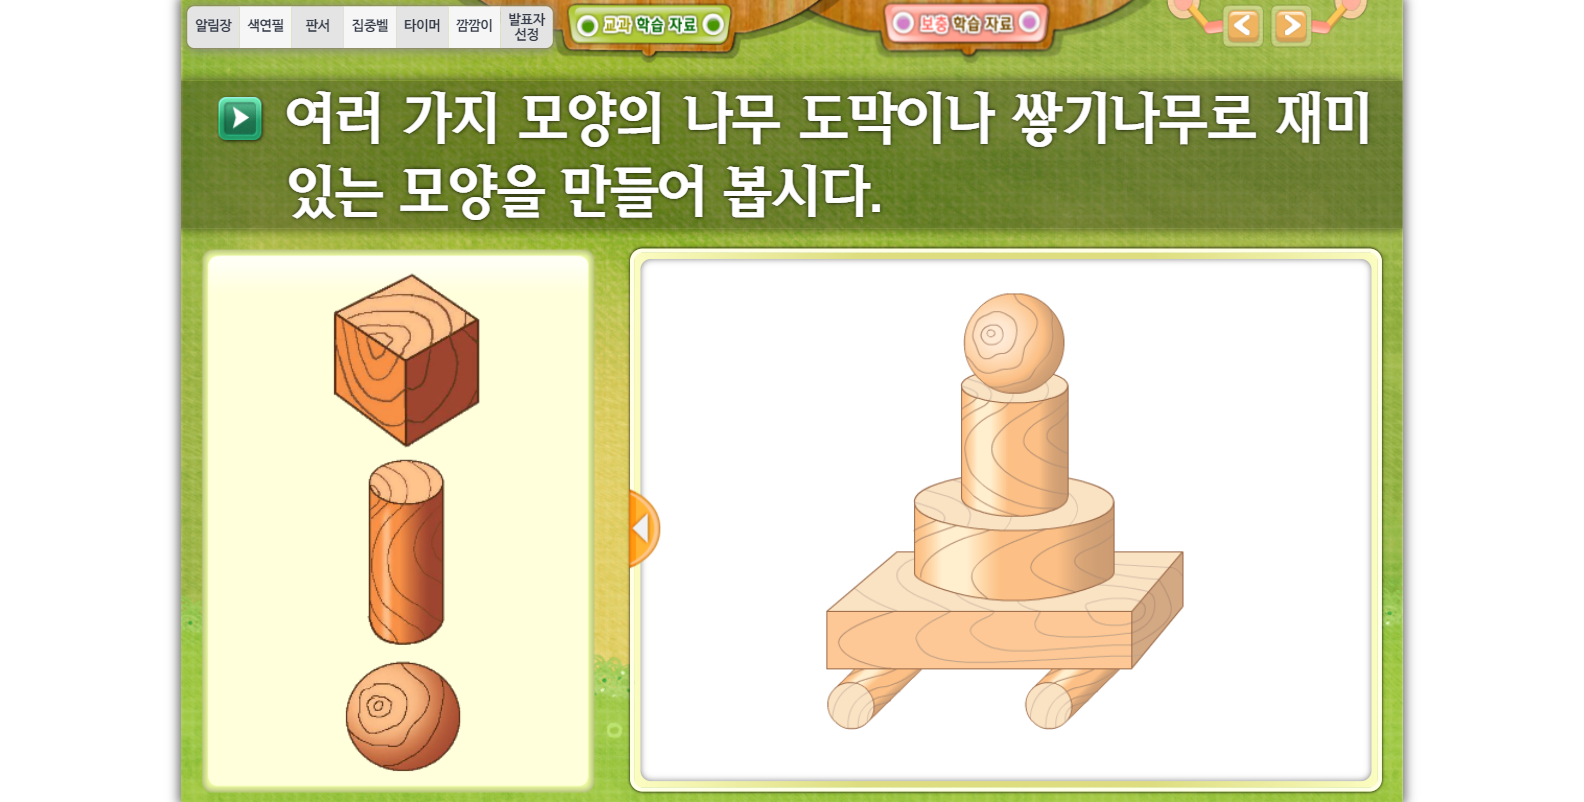 알림장 색연필 판서 집중벨 타이머 깜깜이 발표자
선정
교과 학습 자료
보충 학습 자료
여러 가지 모양의 나무 도막이나 쌓기나무로 재미
있는 모양을 만들어 봅시다.